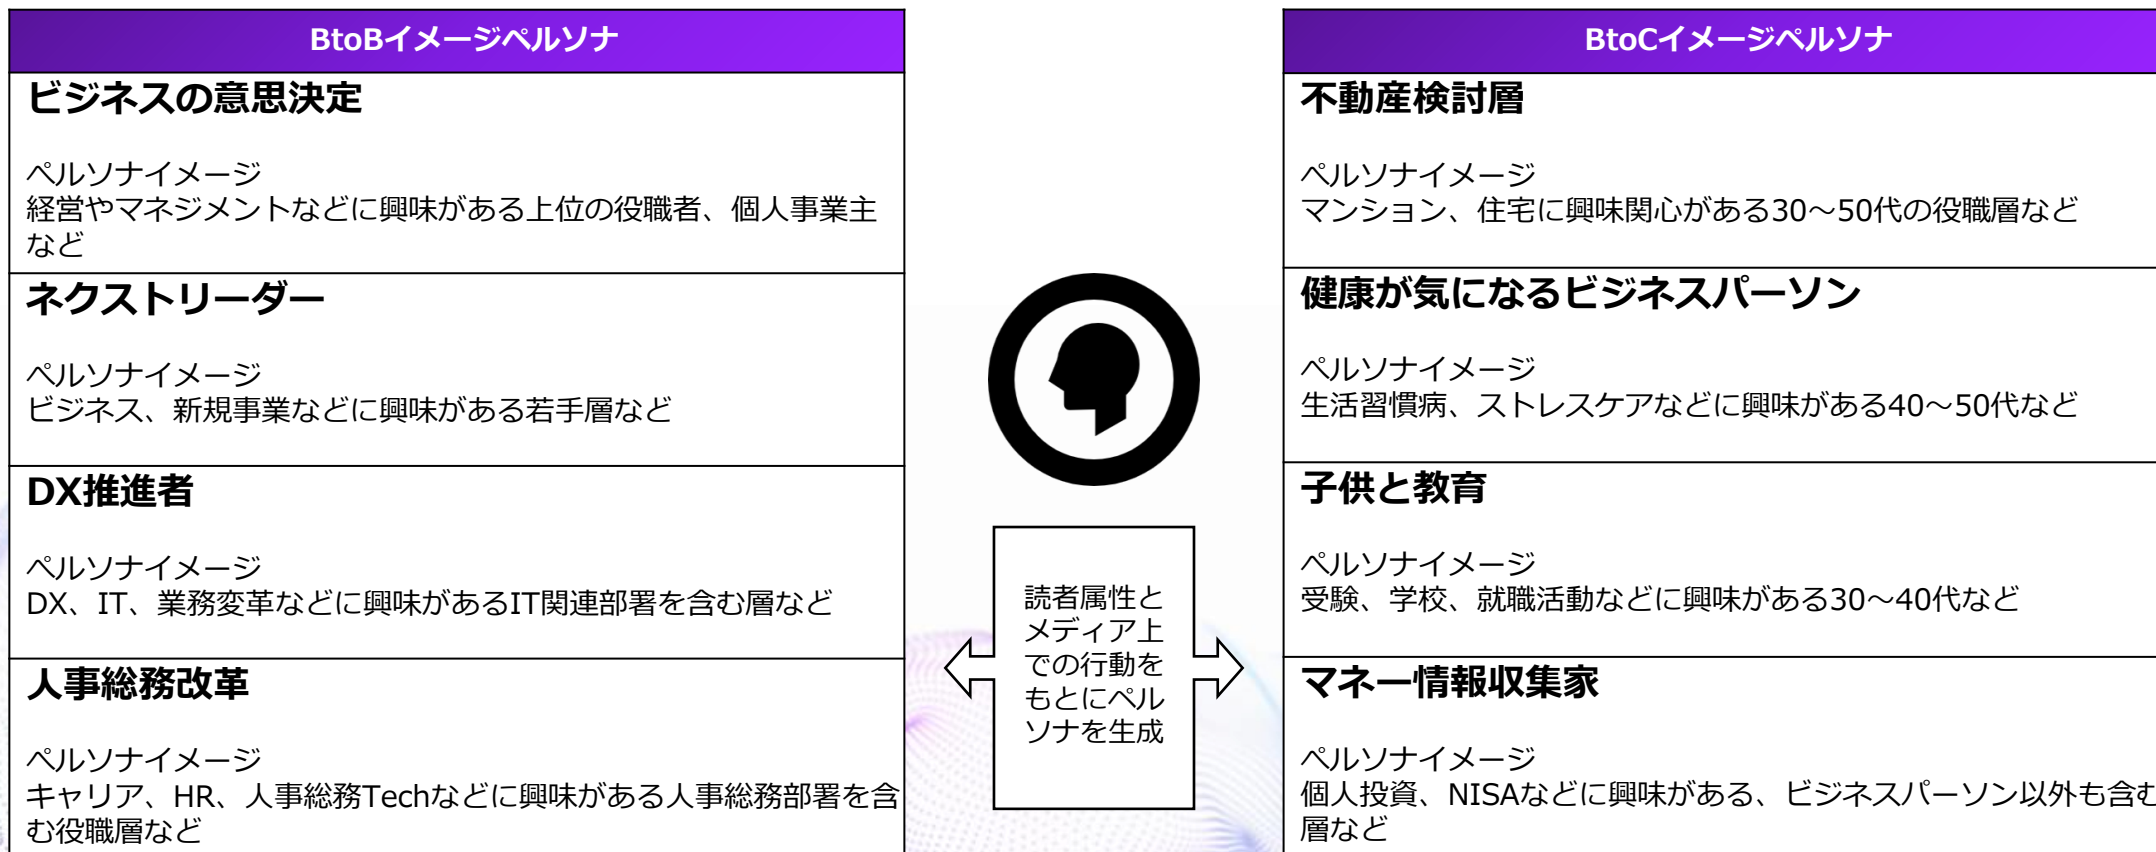 BtoBイメージペルソナ
ビジネスの意思決定
ペルソナイメージ
経営やマネジメントなどに興味がある上位の役職者、個人事業主
など
ネクストリーダー
ペルソナイメージ
ビジネス、新規事業などに興味がある若手層など
DX推進者
ペルソナイメージ
DX、IT、業務変革などに興味があるIT関連部署を含む層など
人事総務改革
ペルソナイメージ
キャリア、HR、人事総務Techなどに興味がある人事総務部署を含
む役職層など
読者属性と
メディア上
での行動を
もとにペル
ソナを生成
BtoCイメージペルソナ
不動産検討層
ペルソナイメージ
マンション、住宅に興味関心がある30～50代の役職層など
健康が気になるビジネスパーソン
ペルソナイメージ
生活習慣病、ストレスケアなどに興味がある40～50代など
子供と教育
ペルソナイメージ
受験、学校、就職活動などに興味がある30～40代など
マネー情報収集家
ペルソナイメージ
個人投資、NISAなどに興味がある、ビジネスパーソン以外も含む
層など